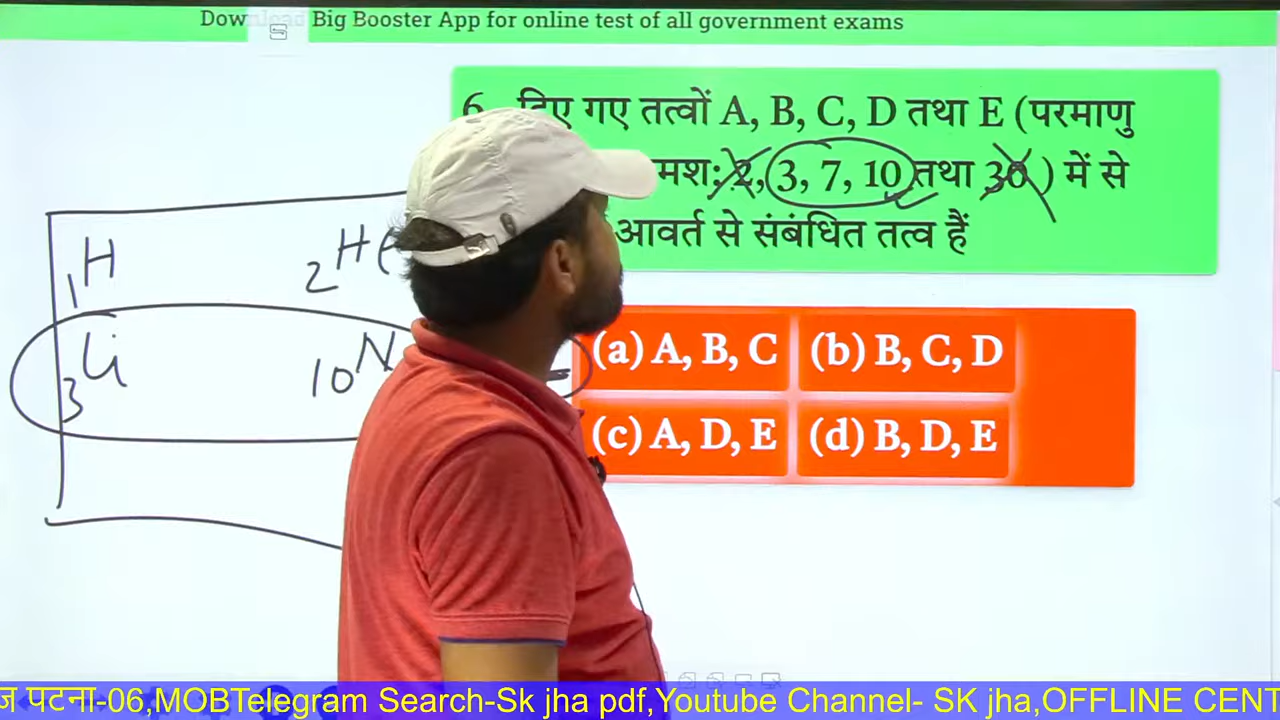 Download Big Booster App for online test of all government exams
6. दिए गए तत्वों A, B, C, D तथा E (परमाणु
मश: 2, 3, 7, 10 तथा 30 ) में से
आवर्त से संबंधित तत्व हैं
1H
2He
3Li
10N
(a) A, B, C (b) B, C, D
(c) A, D, E (d) B, D, E
ज पटना-06,MOBTelegram Search-Sk jha pdf,Youtube Channel- SK jha,OFFLINE CENT